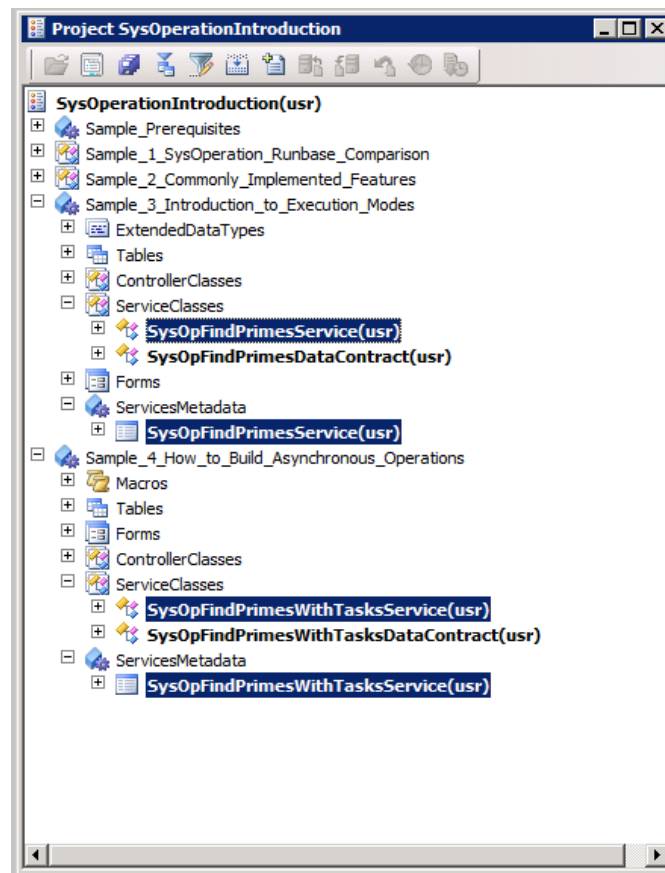 Project SysOperationIntroduction
SysOperationIntroduction(usr)
Sample_Prerequisites
Sample_1_SysOperation_Runbase_Comparison
Sample_2_Commonly_Implemented_Features
Sample_3_Introduction_to_Execution_Modes
ExtendedDataTypes
Tables
ControllerClasses
ServiceClasses
SysOpFindPrimesService(usr)
SysOpFindPrimesDataContract(usr)
Forms
ServicesMetadata
SysOpFindPrimesService(usr)
Sample_4_How_to_Build_Asynchronous_Operations
Macros
Tables
Forms
ControllerClasses
ServiceClasses
SysOpFindPrimesWithTasksService(usr)
SysOpFindPrimesWithTasksDataContract(usr)
ServicesMetadata
SysOpFindPrimesWithTasksService(usr)